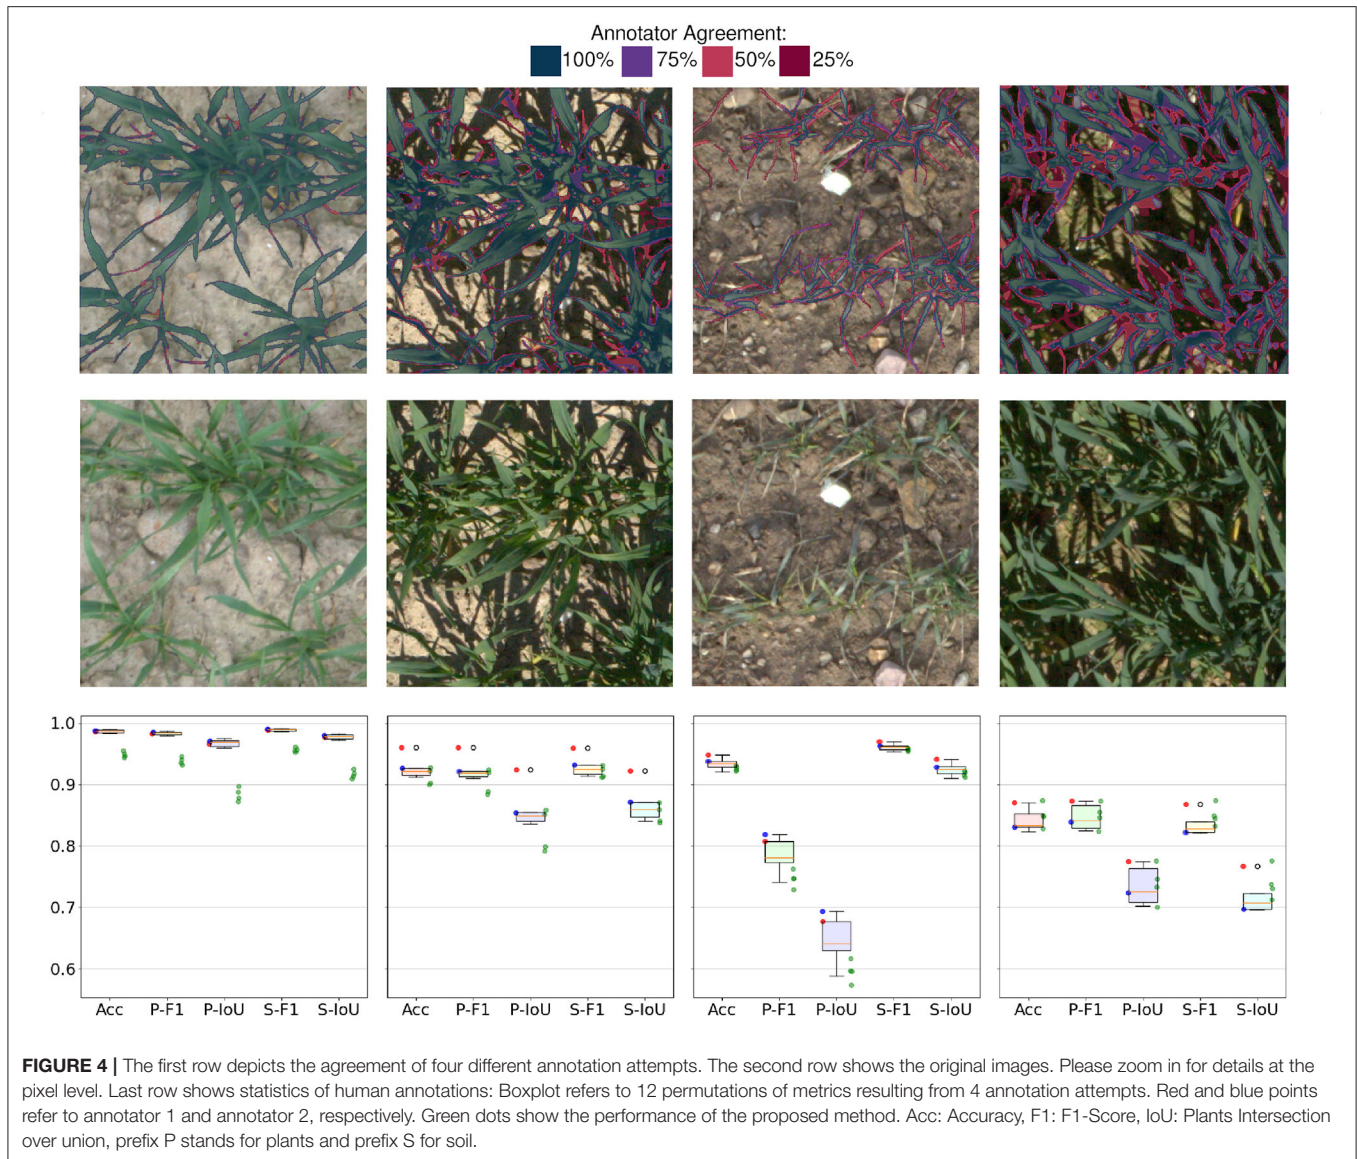 Annotator Agreement:
100% 75% 50% 25%
1.0
0.9
0.8
0.7
0.6
Acc P-F1 P-IoU S-F1 S-IoU Acc P-F1 P-IoU S-F1 S-IoU Acc P-F1 P-IoU S-F1 S-IoU Acc P-F1 P-IoU S-F1 S-IoU
FIGURE 4 | The first row depicts the agreement of four different annotation attempts. The second row shows the original images. Please zoom in for details at the
pixel level. Last row shows statistics of human annotations: Boxplot refers to 12 permutations of metrics resulting from 4 annotation attempts. Red and blue points
refer to annotator 1 and annotator 2, respectively. Green dots show the performance of the proposed method. Acc: Accuracy, F1: F1-Score, IoU: Plants Intersection
over union, prefix P stands for plants and prefix S for soil.